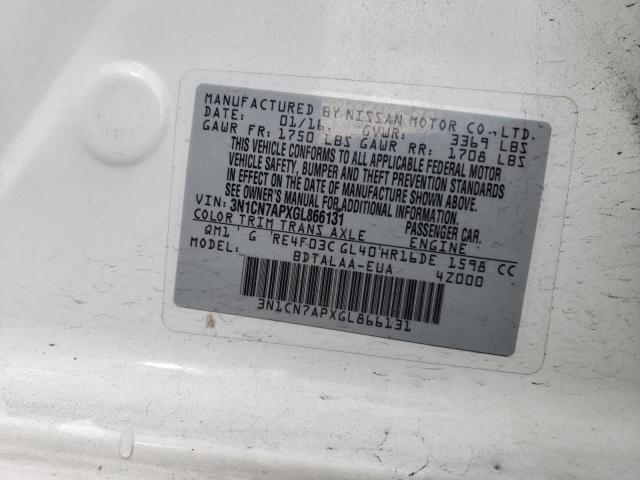 MANUFACTURED BY NISSAN MOTOR CO.,LTD.
DATE: 01/16. GVWR: 3369 LBS
GAWR FR: 1750 LBS GAWR RR: 1708 LBS
THIS VEHICLE CONFORMS TO ALL APPLICABLE FEDERAL MOTOR
VEHICLE SAFETY, BUMPER AND THEFT PREVENTION STANDARDS
IN EFFECT ON THE DATE OF MANUFACTURE SHOWN ABOVE.
SEE OWNER'S MANUAL FOR ADDITIONAL INFORMATION.
VIN: 3N1CN7APXGL866131 PASSENGER CAR.
COLOR TRIM TRANS AXLE ENGINE
QM1 G RE4F03C GL40 HR16DE 1598 CC
MODEL: BDTALAA-EUA 4Z000
3N1CN7APXGL866131